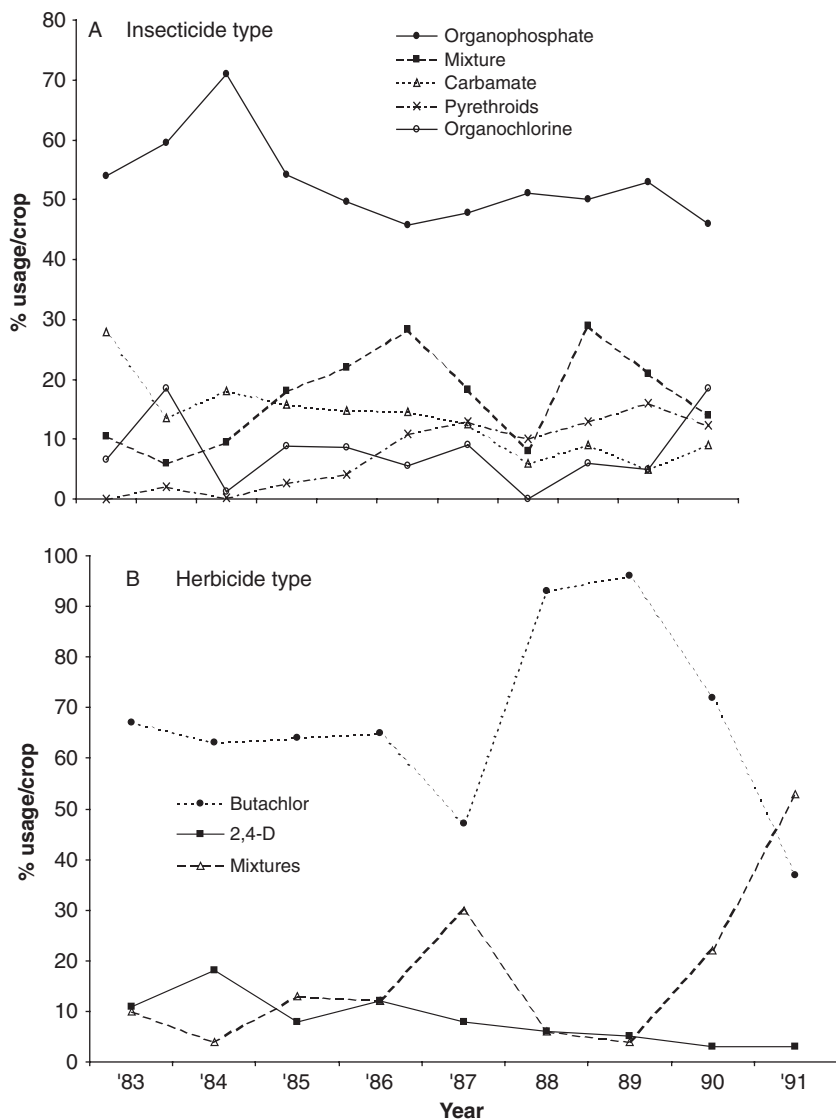 A Insecticide type
Organophosphate
Mixture
Carbamate
Pyrethroids
Organochlorine
80
70
60
50
40
30
20
10
0
% usage/crop
B Herbicide type
Butachlor
2,4-D
Mixtures
100
90
80
70
60
50
40
30
20
10
0
% usage/crop
'83 '84 '85 '86 '87 88 89 90 '91
Year